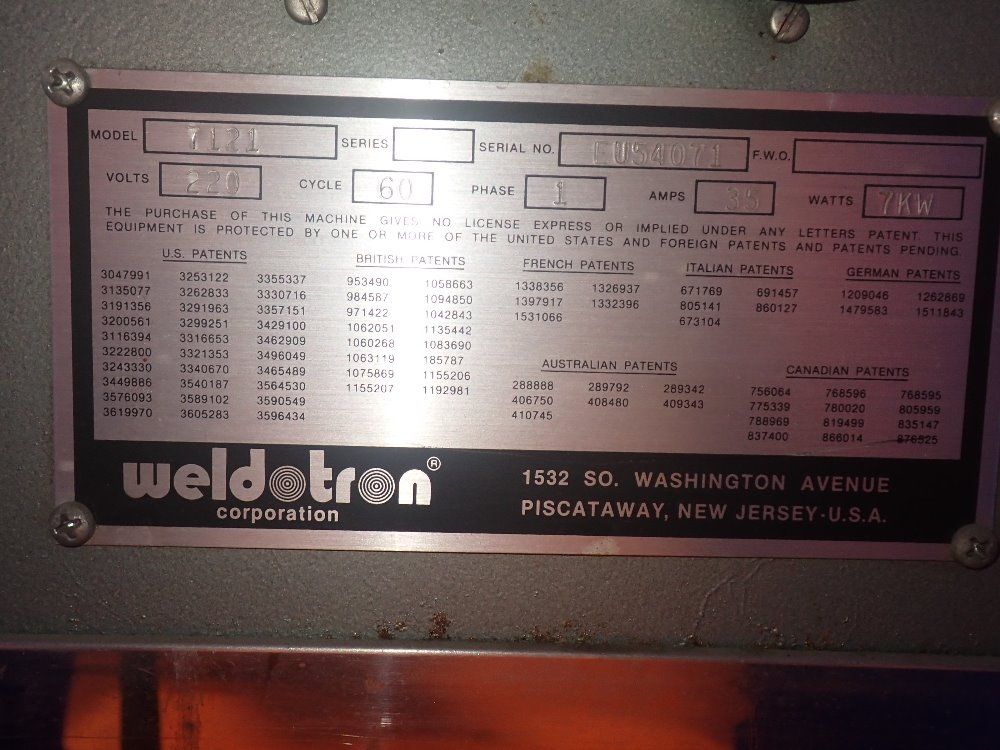 MODEL 7121 SERIES SERIAL NO. EU54071 F.W.O.
VOLTS 220 CYCLE 60 PHASE 1 AMPS 35 WATTS 7KW
THE PURCHASE OF THIS MACHINE GIVES NO LICENSE EXPRESS OR IMPLIED UNDER ANY LETTERS PATENT. THIS
EQUIPMENT IS PROTECTED BY ONE OR MORE OF THE UNITED STATES AND FOREIGN PATENTS AND PATENTS PENDING.
U.S. PATENTS
3047991 3253122 3355337
3135077 3262833 3330716
3191356 3291963 3357151
3200561 3299251 3429100
3116394 3316653 3462909
3222800 3321353 3496049
3243330 3340670 3465489
3449886 3540187 3564530
3576093 3589102 3590549
3619970 3605283 3596434
BRITISH PATENTS
953490 1058663
984587 1094850
971422 1042843
1062051 1135442
1060268 1083690
1063119 185787
1075869 1155206
1155207 1192981
FRENCH PATENTS
1338356 1326937
1397917 1332396
1531066
ITALIAN PATENTS
671769 691457
805141 860127
673104
GERMAN PATENTS
1209046 1262869
1479583 1511843
AUSTRALIAN PATENTS
288888 289792 289342
406750 408480 409343
410745
CANADIAN PATENTS
756064 768596 768595
775339 780020 805959
788969 819499 835147
837400 866014 876525
weldotron®
corporation
1532 SO. WASHINGTON AVENUE
PISCATAWAY, NEW JERSEY-U.S.A.